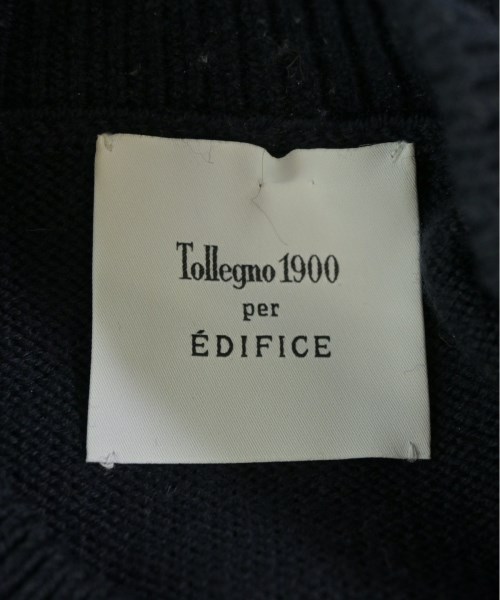 Tollegno 1900
per
ÉDIFICE